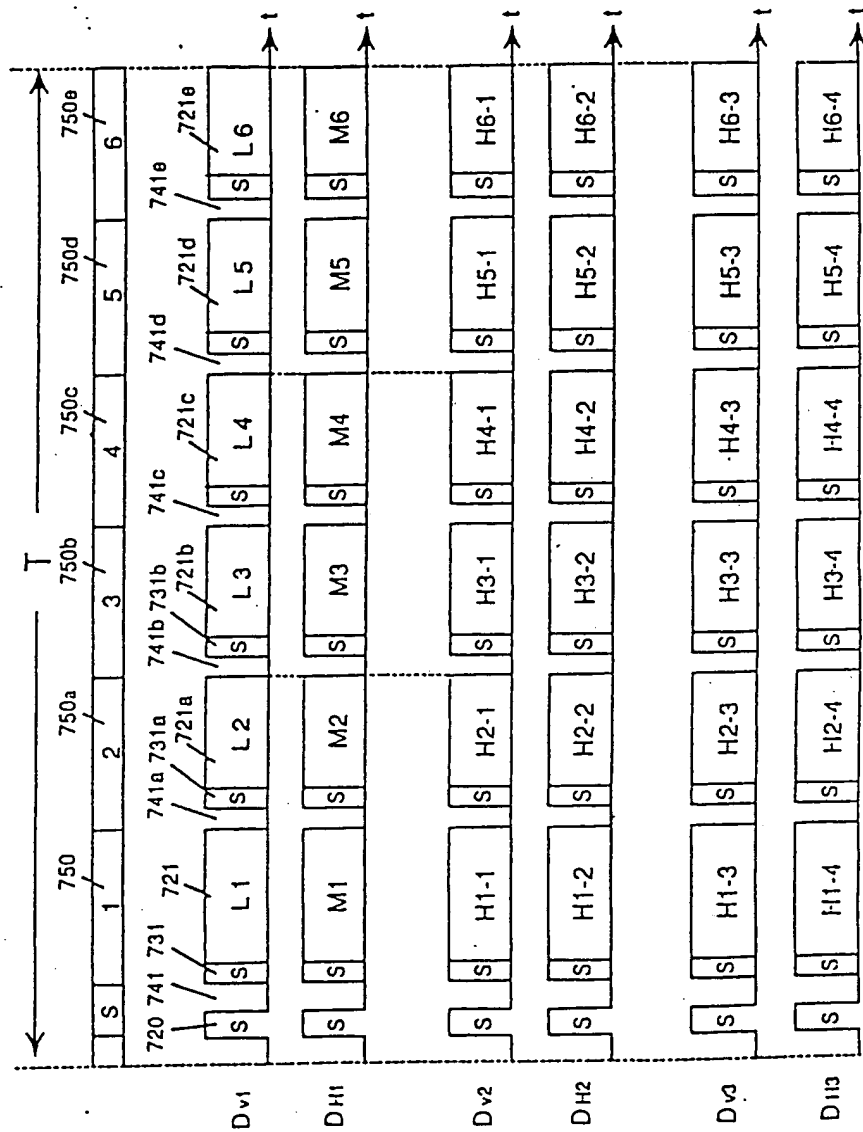 T
750 750a 750b 750c 750d 750e
S 1 2 3 4 5 6
720 741 731 721 741a 731a 721a 741b 731b 721b 741c 721c 741d 721d 741e 721e
Dv1 S S L1 S L2 S L3 S L4 S L5 S L6 t
DH1 S S M1 S M2 S M3 S M4 S M5 S M6 t
Dv2 S S H1-1 S H2-1 S H3-1 S H4-1 S H5-1 S H6-1 t
DH2 S S H1-2 S H2-2 S H3-2 S H4-2 S H5-2 S H6-2 t
Dv3 S S H1-3 S H2-3 S H3-3 S H4-3 S H5-3 S H6-3 t
DH3 S S H1-4 S H2-4 S H3-4 S H4-4 S H5-4 S H6-4 t